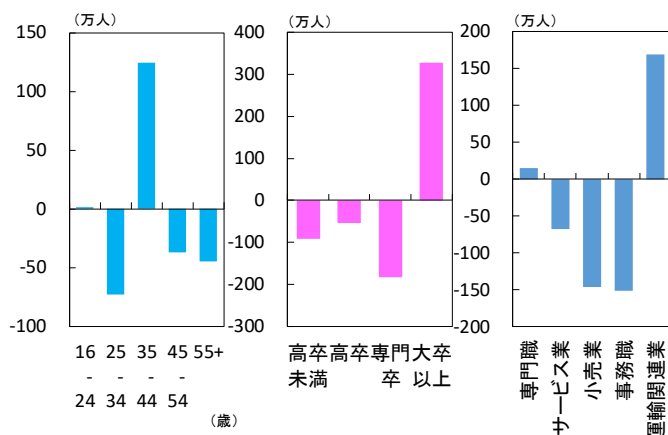 （万人）
150
100
50
0
-50
-100
16
-
24
25
-
34
35
-
44
45
-
54
55+
（歳）
（万人）
400
300
200
100
0
-100
-200
-300
高卒
未満
高卒
専門
卒
大卒
以上
（万人）
200
150
100
50
0
-50
-100
-150
-200
専門職
サービス業
小売業
事務職
運輸関連業